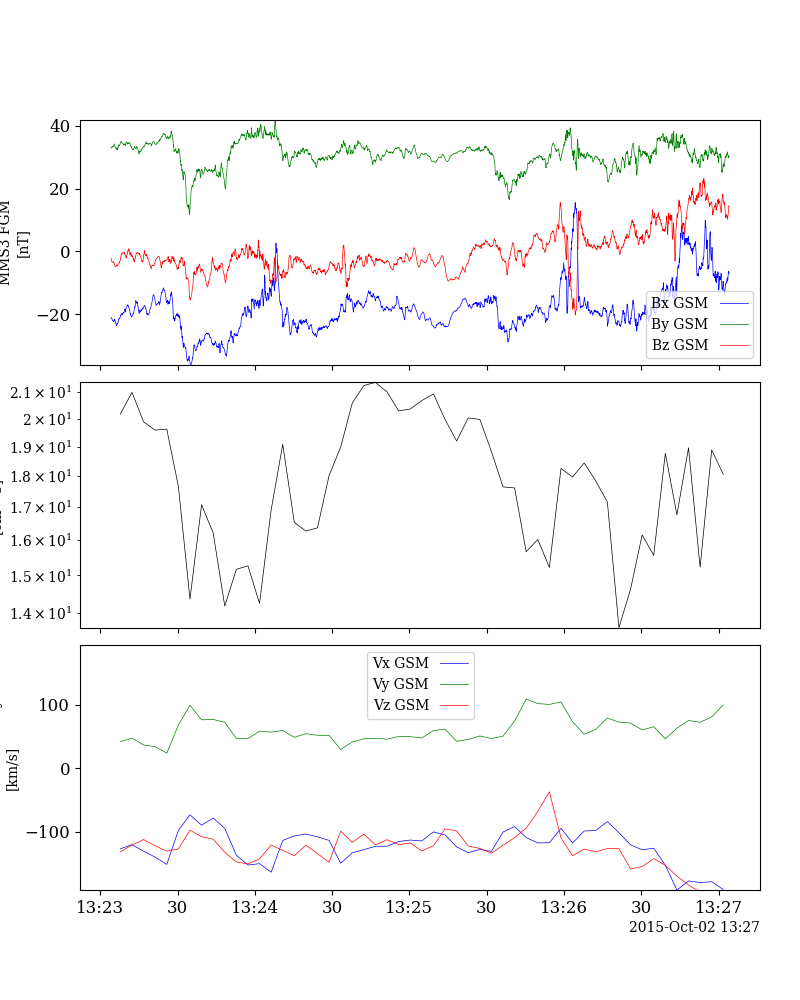 40
20
0
−20
MMS3 FGM
[nT]
Bx GSM
By GSM
Bz GSM
2.1×10¹
2×10¹
1.9×10¹
1.8×10¹
1.7×10¹
1.6×10¹
1.5×10¹
1.4×10¹
Vx GSM
Vy GSM
Vz GSM
100
0
−100
[km/s]
13:23 30 13:24 30 13:25 30 13:26 30 13:27
2015-Oct-02 13:27